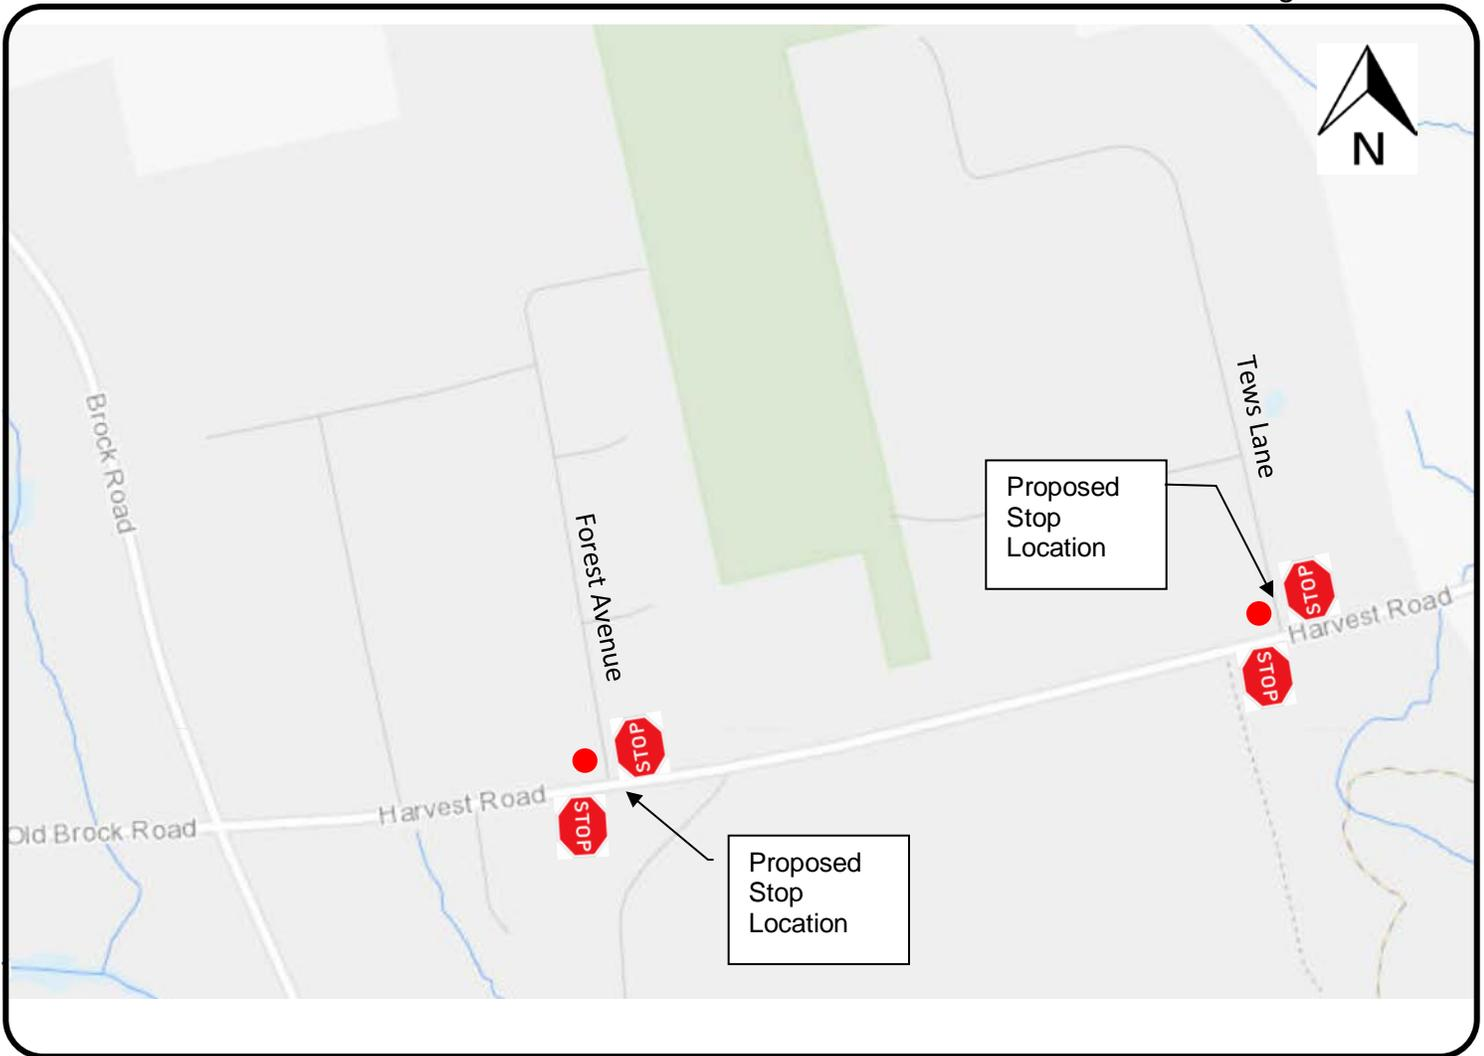 N
Brock Road
Tews Lane
Proposed
Stop
Location
Forest Avenue
STOP
Harvest Road
STOP
STOP
Harvest Road
STOP
Old Brock Road
Proposed
Stop
Location